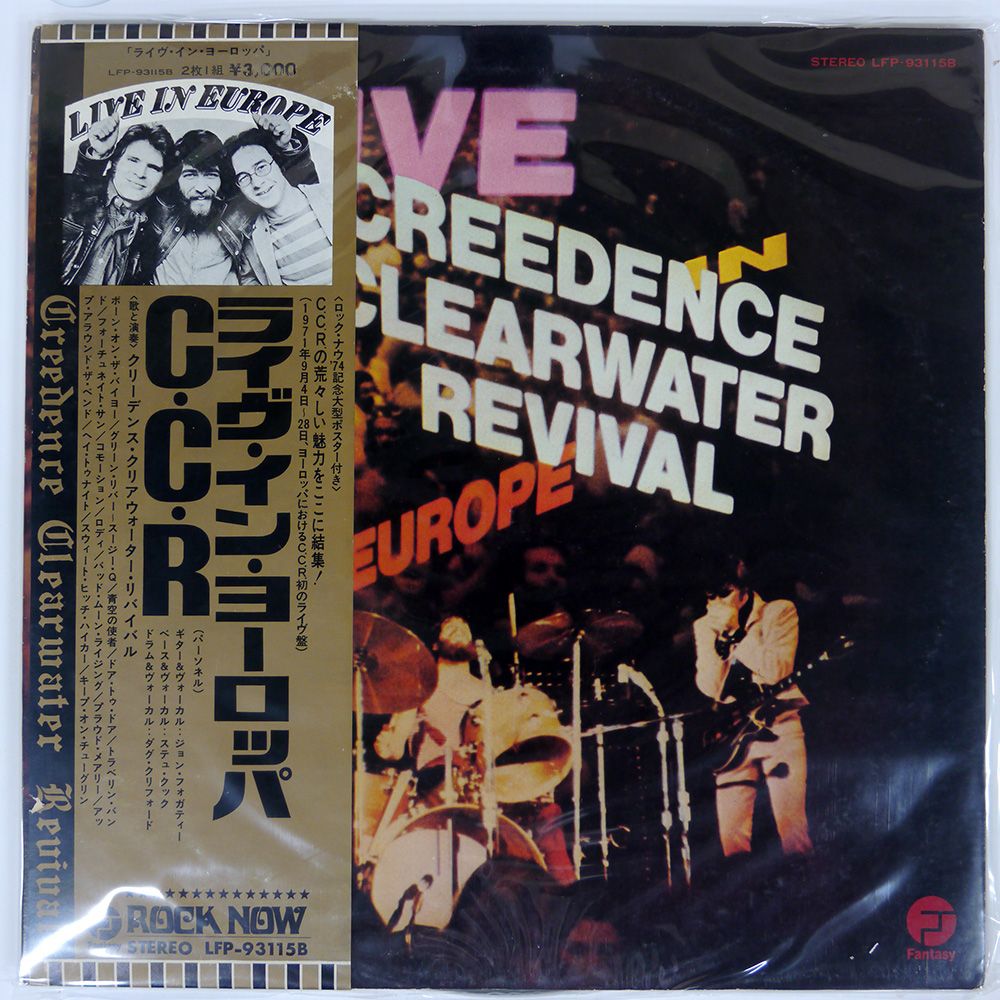 「ライヴ・イン・ヨーロッパ」
LFP-93115B 2枚1組 ¥3,000
LIVE IN EUROPE
STEREO LFP-93115B
IVE
CREEDENCE
IN
CLEARWATER
REVIVAL
EUROPE
〈ロック・ナウ'74記念大型ポスター付き〉
C.C.R.の荒々しい魅力をここに結集!
(1971年9月4日〜28日、ヨーロッパにおけるC.C.R.初のライヴ盤)
ライヴ・イン・ヨーロッパ
C・C・R
〈パーソネル〉
ギター&ヴォーカル:ジョン・フォガティー
ベース&ヴォーカル:ステュ・クック
ドラム&ヴォーカル:ダグ・クリフォード
〈歌と演奏〉クリーデンス・クリアウォーター・リバイバル
ボーン・オン・ザ・バイヨー/グリーン・リバー〜スージー・Q/青空の使者/ドア・トゥ・ドア/トラベリン・バン
ド/フォーチュネイト・サン/コモーション/ロディ/バッド・ムーン・ライジング/プラウド・メアリー/アッ
プ・アラウンド・ザ・ベンド/ヘイ・トゥナイト/スウィート・ヒッチ・ハイカー/キープ・オン・チューグリン
Creedence Clearwater Reviva
ROCK NOW
STEREO LFP-93115B
Fantasy